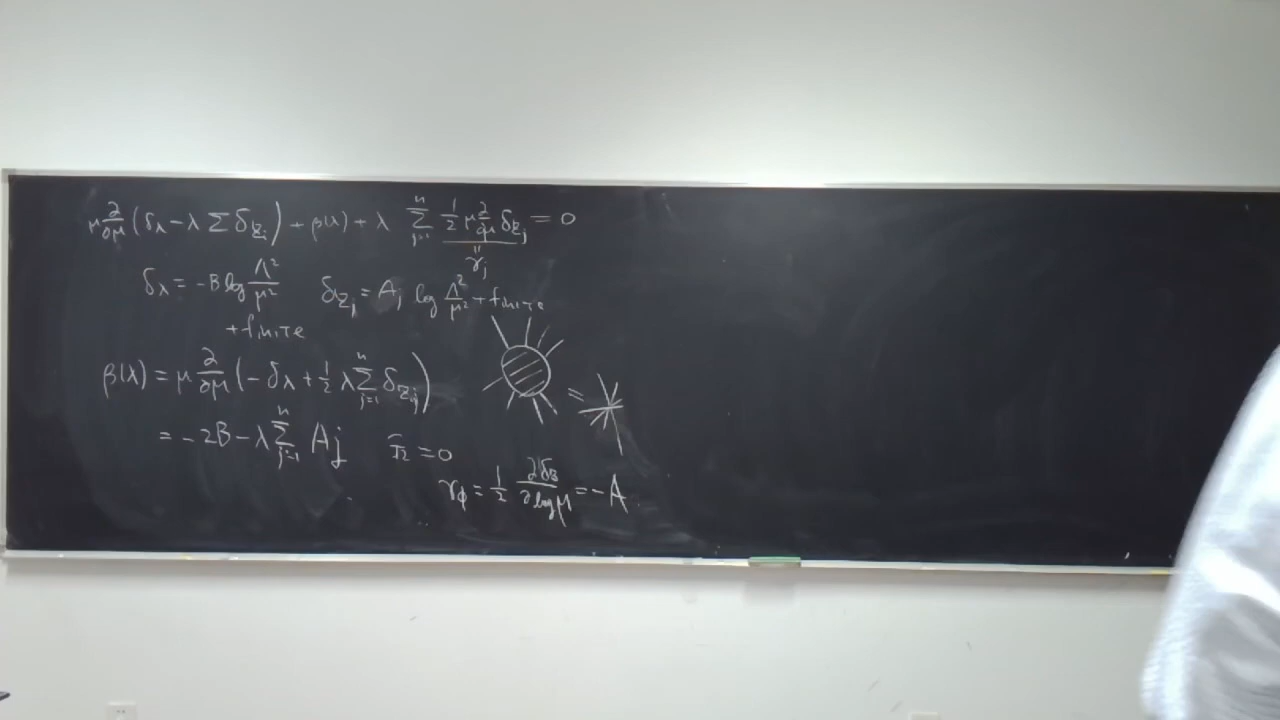 μ ∂/∂μ (δ_λ − λ Σ δ_{Z_j}) + β(λ) + λ Σ_{j=1}^{n} ½ μ ∂/∂μ δ_{Z_j} = 0
" γ_j
δ_λ = −B log Λ²/μ² + finite
δ_{Z_j} = A_j log Λ²/μ² + finite
β(λ) = μ ∂/∂μ (−δ_λ + ½ λ Σ_{j=1}^{n} δ_{Z_j})
=
= −2B − λ Σ_{j=1}^{n} A_j
= 0
γ_φ = ½ ∂δ_Z/∂ log μ = −A